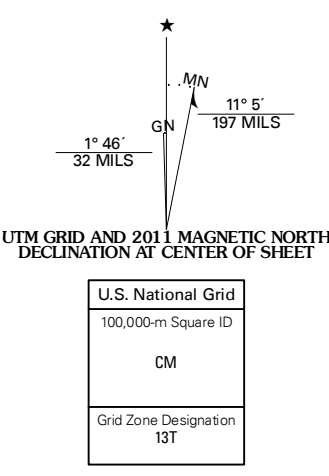 ★
MN
GN
11° 5´
197 MILS
1° 46´
32 MILS
UTM GRID AND 2011 MAGNETIC NORTH
DECLINATION AT CENTER OF SHEET
U.S. National Grid
100,000-m Square ID
CM
Grid Zone Designation
13T